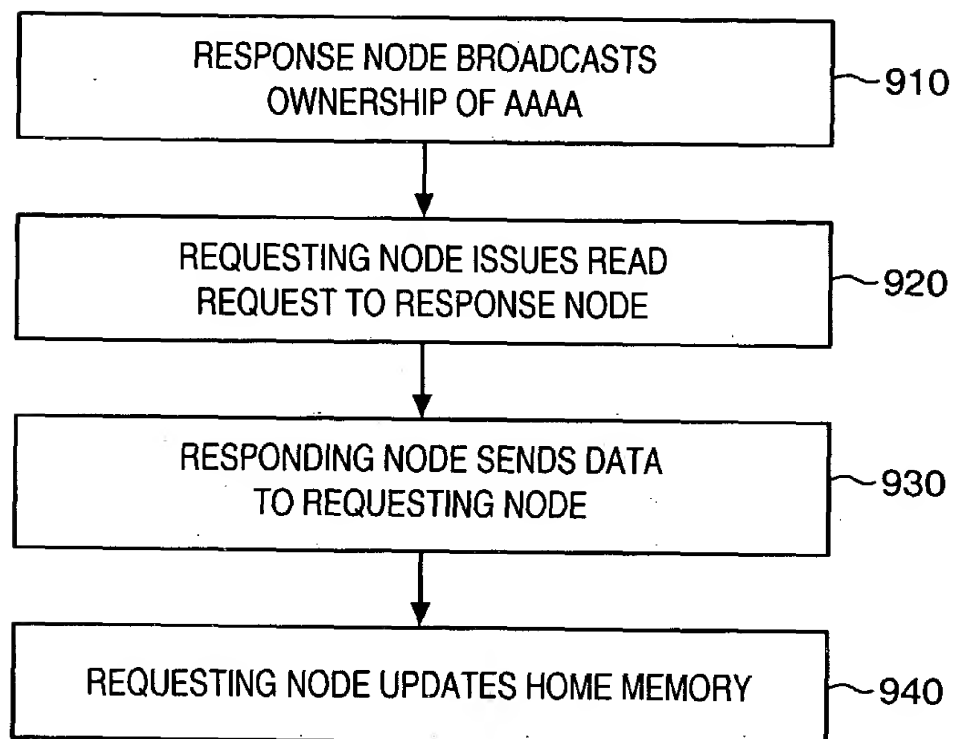 RESPONSE NODE BROADCASTS
OWNERSHIP OF AAAA
910
REQUESTING NODE ISSUES READ
REQUEST TO RESPONSE NODE
920
RESPONDING NODE SENDS DATA
TO REQUESTING NODE
930
REQUESTING NODE UPDATES HOME MEMORY
940